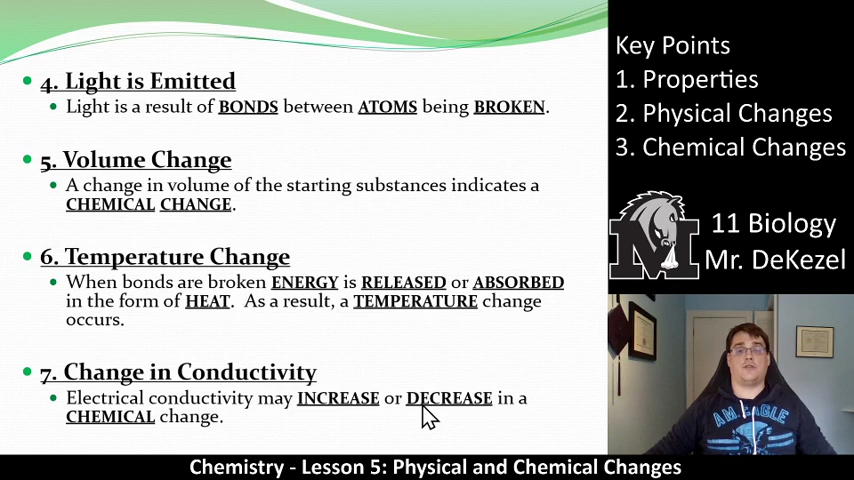 4. Light is Emitted
Light is a result of BONDS between ATOMS being BROKEN.
5. Volume Change
A change in volume of the starting substances indicates a
CHEMICAL CHANGE.
6. Temperature Change
When bonds are broken ENERGY is RELEASED or ABSORBED
in the form of HEAT. As a result, a TEMPERATURE change
occurs.
7. Change in Conductivity
Electrical conductivity may INCREASE or DECREASE in a
CHEMICAL change.
Key Points
1. Properties
2. Physical Changes
3. Chemical Changes
M
11 Biology
Mr. DeKezel
AM. EAGLE
Chemistry - Lesson 5: Physical and Chemical Changes